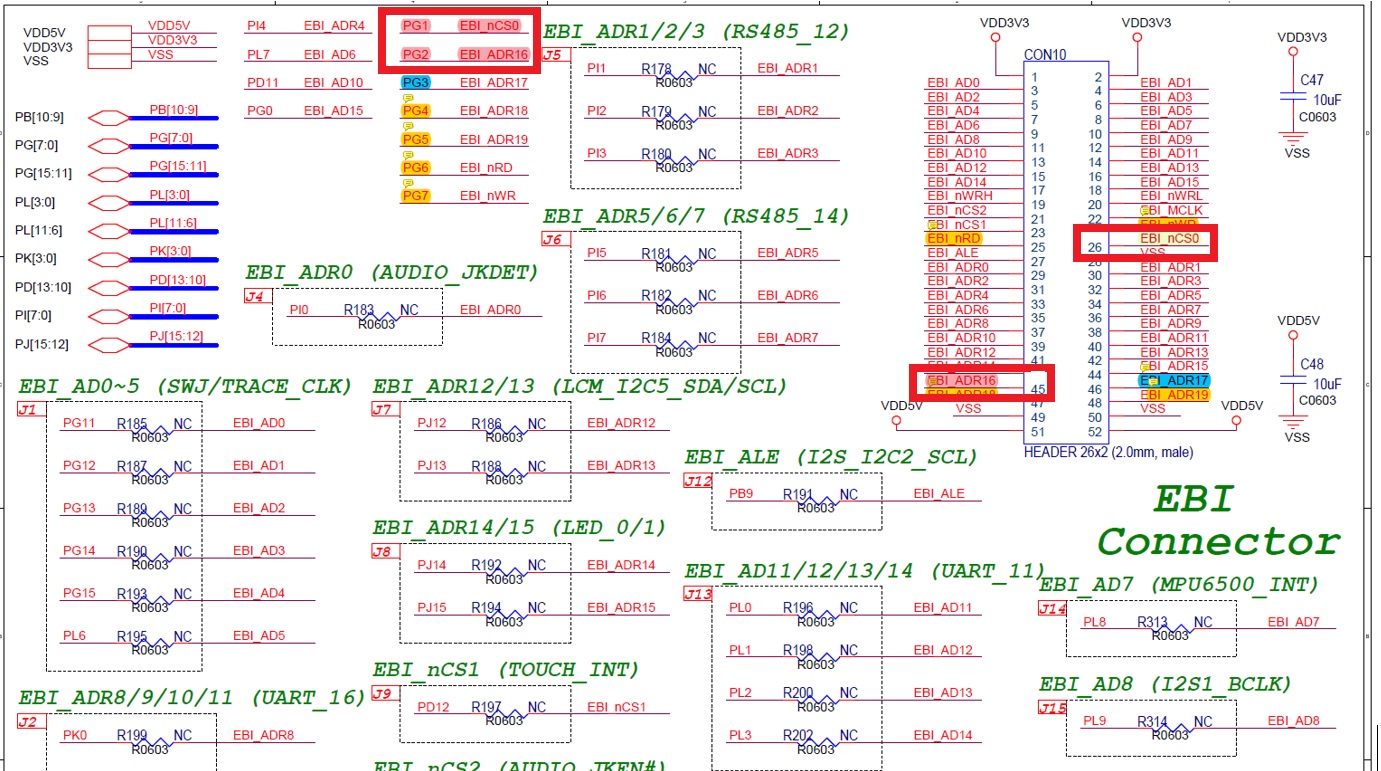 VDD5V VDD5V
VDD3V3 VDD3V3
VSS VSS
PI4 EBI_ADR4
PL7 EBI_AD6
PD11 EBI_AD10
PG0 EBI_AD15
PG1 EBI_nCS0
PG2 EBI_ADR16
PG3 EBI_ADR17
PG4 EBI_ADR18
PG5 EBI_ADR19
PG6 EBI_nRD
PG7 EBI_nWR
PB[10:9] PB[10:9]
PG[7:0] PG[7:0]
PG[15:11] PG[15:11]
PL[3:0] PL[3:0]
PL[11:6] PL[11:6]
PK[3:0] PK[3:0]
PD[13:10] PD[13:10]
PI[7:0] PI[7:0]
PJ[15:12] PJ[15:12]
EBI_ADR1/2/3 (RS485_12)
J5
PI1 R178 NC EBI_ADR1
R0603
PI2 R179 NC EBI_ADR2
R0603
PI3 R180 NC EBI_ADR3
R0603
EBI_ADR5/6/7 (RS485_14)
J6
PI5 R181 NC EBI_ADR5
R0603
PI6 R182 NC EBI_ADR6
R0603
PI7 R184 NC EBI_ADR7
R0603
EBI_ADR0 (AUDIO_JKDET)
J4
PI0 R183 NC EBI_ADR0
R0603
VDD3V3 VDD3V3
CON10
1 2
EBI_AD0 3 4 EBI_AD1
EBI_AD2 5 6 EBI_AD3
EBI_AD4 7 8 EBI_AD5
EBI_AD6 9 10 EBI_AD7
EBI_AD8 11 12 EBI_AD9
EBI_AD10 13 14 EBI_AD11
EBI_AD12 15 16 EBI_AD13
EBI_AD14 17 18 EBI_AD15
EBI_nWRH 19 20 EBI_nWRL
EBI_nCS2 21 22 EBI_MCLK
EBI_nCS1 23 EBI_nWR
EBI_nRD 25 26 EBI_nCS0
EBI_ALE 27 28 VSS
EBI_ADR0 29 30 EBI_ADR1
EBI_ADR2 31 32 EBI_ADR3
EBI_ADR4 33 34 EBI_ADR5
EBI_ADR6 35 36 EBI_ADR7
EBI_ADR8 37 38 EBI_ADR9
EBI_ADR10 39 40 EBI_ADR11
EBI_ADR12 41 42 EBI_ADR13
44 EBI_ADR15
EBI_ADR16 45 46 EBI_ADR17
EBI_ADR18 47 48 EBI_ADR19
VSS 49 50 VSS
VDD5V 51 52 VDD5V
HEADER 26x2 (2.0mm, male)
VDD3V3
C47
10uF
C0603
VSS
VDD5V
C48
10uF
C0603
VSS
EBI
Connector
EBI_AD0~5 (SWJ/TRACE_CLK)
J1
PG11 R185 NC EBI_AD0
R0603
PG12 R187 NC EBI_AD1
R0603
PG13 R189 NC EBI_AD2
R0603
PG14 R190 NC EBI_AD3
R0603
PG15 R193 NC EBI_AD4
R0603
PL6 R195 NC EBI_AD5
R0603
EBI_ADR8/9/10/11 (UART_16)
J2
PK0 R199 NC EBI_ADR8
R0603
EBI_ADR12/13 (LCM_I2C5_SDA/SCL)
J7
PJ12 R186 NC EBI_ADR12
R0603
PJ13 R188 NC EBI_ADR13
R0603
EBI_ADR14/15 (LED_0/1)
J8
PJ14 R192 NC EBI_ADR14
R0603
PJ15 R194 NC EBI_ADR15
R0603
EBI_nCS1 (TOUCH_INT)
J9
PD12 R197 NC EBI_nCS1
R0603
EBI_nCS2 (AUDIO_JKEN#)
EBI_ALE (I2S_I2C2_SCL)
J12
PB9 R191 NC EBI_ALE
R0603
EBI_AD11/12/13/14 (UART_11)
J13
PL0 R196 NC EBI_AD11
R0603
PL1 R198 NC EBI_AD12
R0603
PL2 R200 NC EBI_AD13
R0603
PL3 R202 NC EBI_AD14
R0603
EBI_AD7 (MPU6500_INT)
J14
PL8 R313 NC EBI_AD7
R0603
EBI_AD8 (I2S1_BCLK)
J15
PL9 R314 NC EBI_AD8
R0603